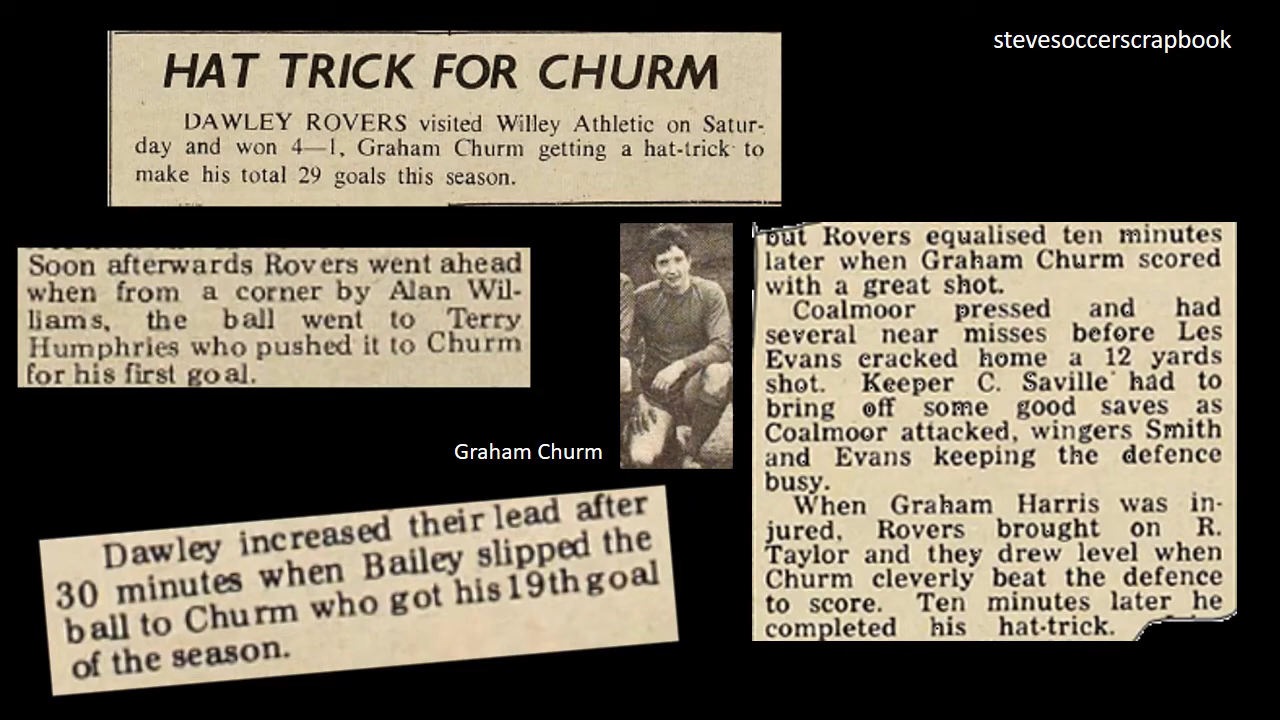 stevesoccerscrapbook
HAT TRICK FOR CHURM
DAWLEY ROVERS visited Willey Athletic on Satur-
day and won 4—1, Graham Churm getting a hat-trick to
make his total 29 goals this season.
Soon afterwards Rovers went ahead
when from a corner by Alan Wil-
liams, the ball went to Terry
Humphries who pushed it to Churm
for his first goal.
Graham Churm
but Rovers equalised ten minutes
later when Graham Churm scored
with a great shot.
Coalmoor pressed and had
several near misses before Les
Evans cracked home a 12 yards
shot. Keeper C. Saville had to
bring off some good saves as
Coalmoor attacked, wingers Smith
and Evans keeping the defence
busy.
When Graham Harris was in-
jured, Rovers brought on R.
Taylor and they drew level when
Churm cleverly beat the defence
to score. Ten minutes later he
completed his hat-trick.
Dawley increased their lead after
30 minutes when Bailey slipped the
ball to Churm who got his 19th goal
of the season.